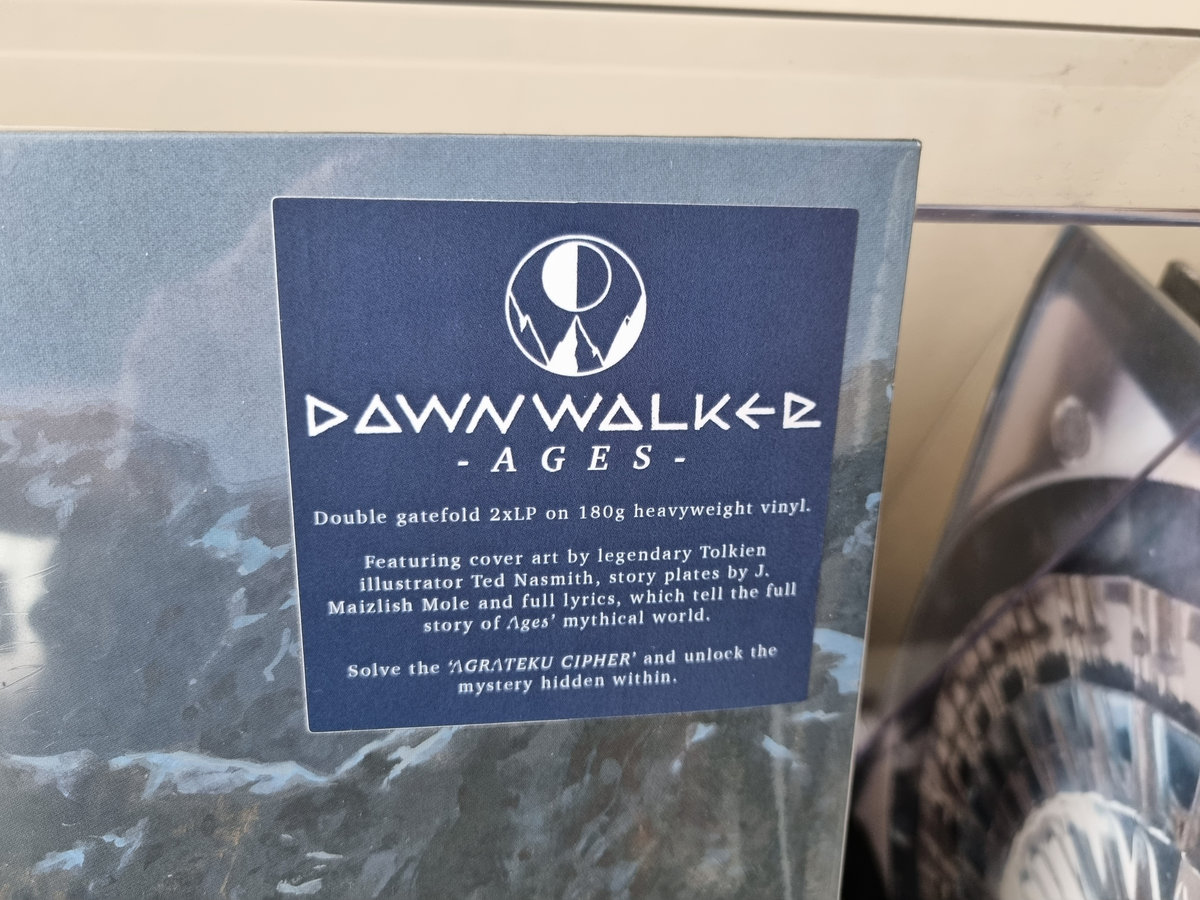 DAWNWALKER
- AGES -
Double gatefold 2xLP on 180g heavyweight vinyl.
Featuring cover art by legendary Tolkien
illustrator Ted Nasmith, story plates by J.
Maizlish Mole and full lyrics, which tell the full
story of Ages' mythical world.
Solve the 'AGRATEKU CIPHER' and unlock the
mystery hidden within.